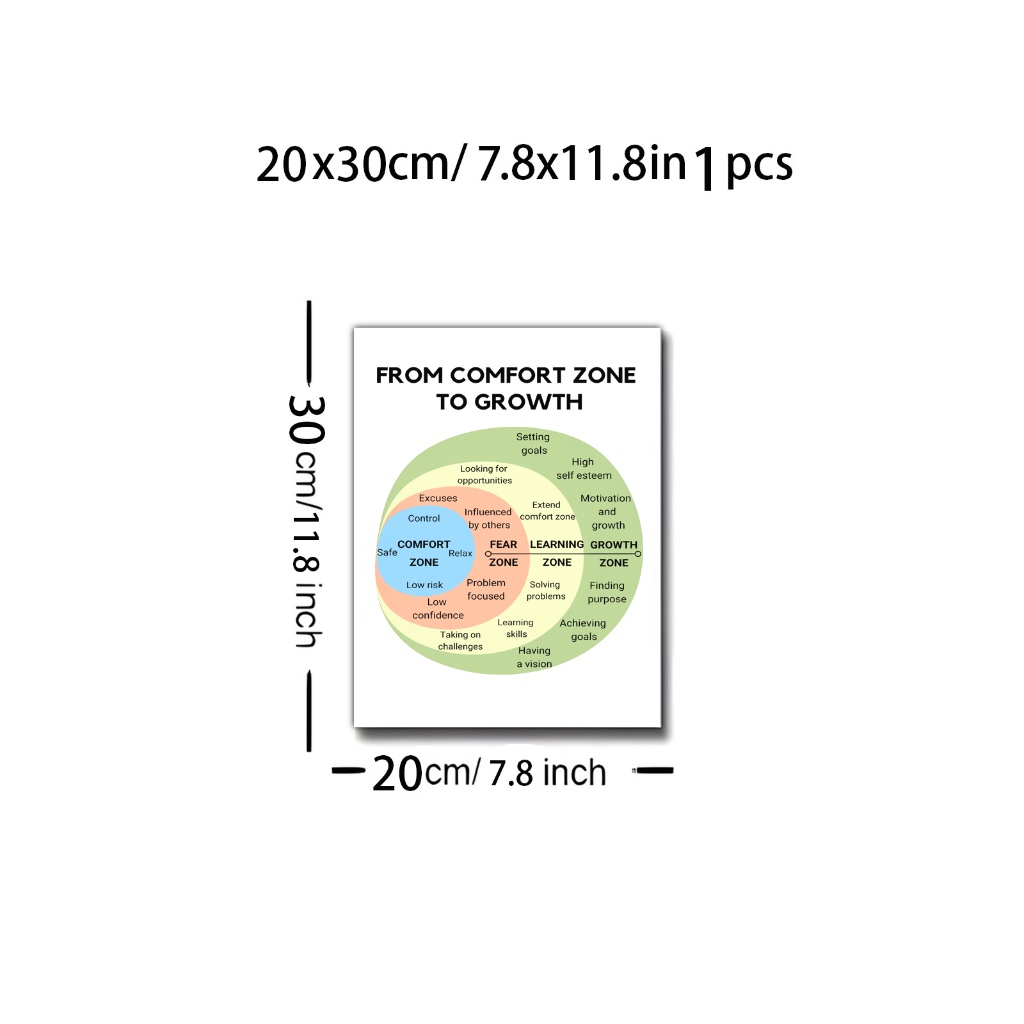 20x30cm/ 7.8x11.8in 1 pcs
30cm/11.8 inch
FROM COMFORT ZONE
TO GROWTH
Setting
goals
High
self esteem
Looking for
opportunities
Motivation
and
growth
Excuses
Extend
comfort zone
Influenced
by others
Control
COMFORT
ZONE
Safe
Relax
FEAR
ZONE
LEARNING
ZONE
GROWTH
ZONE
Low risk
Problem
focused
Solving
problems
Finding
purpose
Low
confidence
Learning
skills
Achieving
goals
Taking on
challenges
Having
a vision
20cm/ 7.8 inch